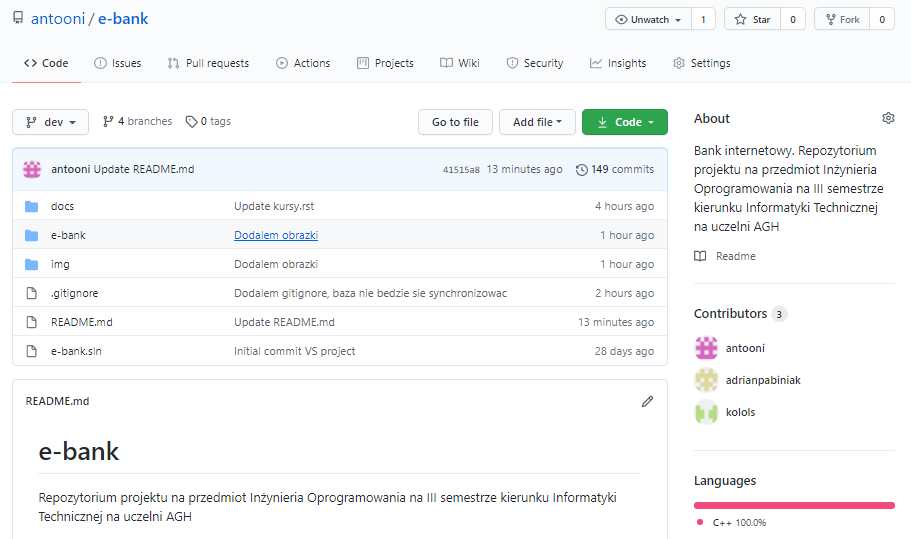 antooni / e-bank
Unwatch 1 Star 0 Fork 0
Code Issues Pull requests Actions Projects Wiki Security Insights Settings
dev 4 branches 0 tags Go to file Add file Code
antooni Update README.md 41515a8 13 minutes ago 149 commits
docs Update kursy.rst 4 hours ago
e-bank Dodalem obrazki 1 hour ago
img Dodalem obrazki 1 hour ago
.gitignore Dodalem gitignore, baza nie bedzie sie synchronizowac 2 hours ago
README.md Update README.md 13 minutes ago
e-bank.sln Initial commit VS project 28 days ago
README.md
e-bank
Repozytorium projektu na przedmiot Inżynieria Oprogramowania na III semestrze kierunku Informatyki
Technicznej na uczelni AGH
About
Bank internetowy. Repozytorium
projektu na przedmiot Inżynieria
Oprogramowania na III semestrze
kierunku Informatyki Technicznej
na uczelni AGH
Readme
Contributors 3
antooni
adrianpabiniak
kolols
Languages
C++ 100.0%